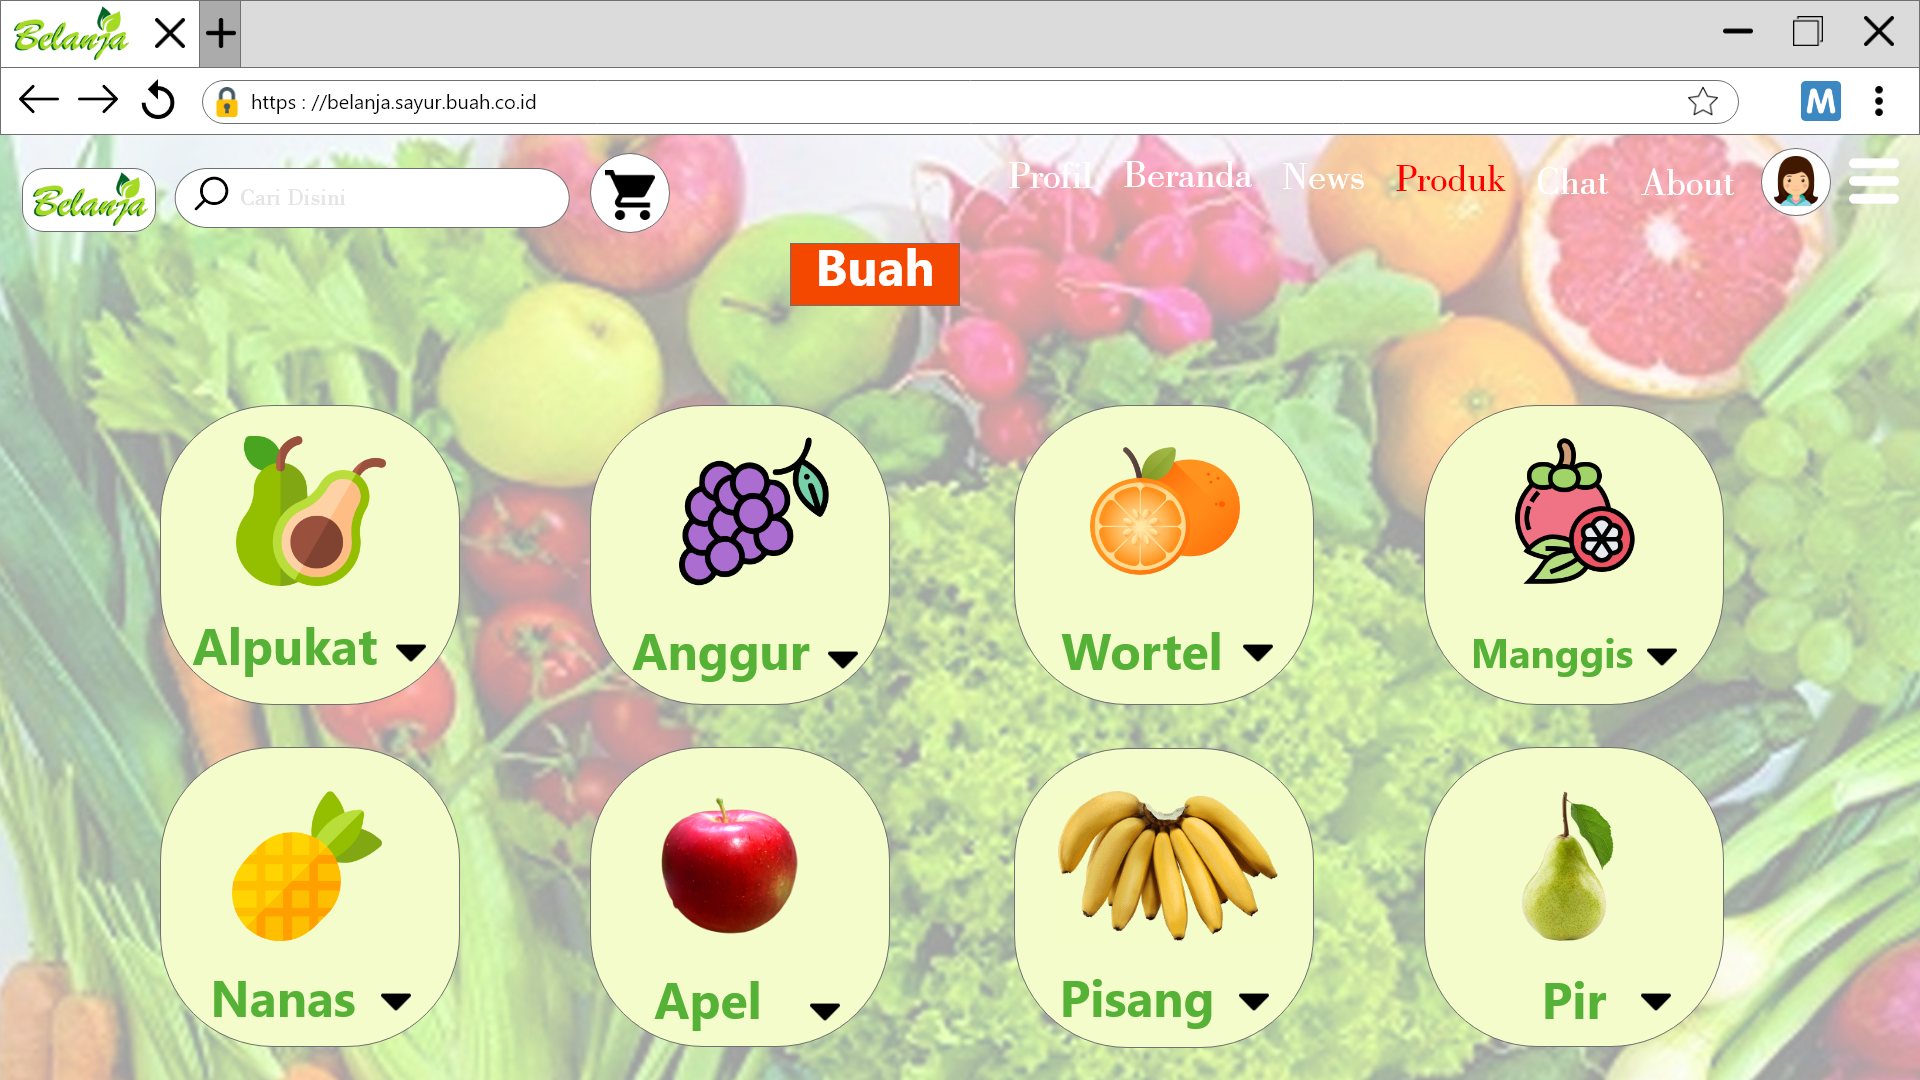 Belanja
https : //belanja.sayur.buah.co.id
M
Belanja
Cari Disini
Profil Beranda News Produk Chat About
Buah
Alpukat
Anggur
Wortel
Manggis
Nanas
Apel
Pisang
Pir